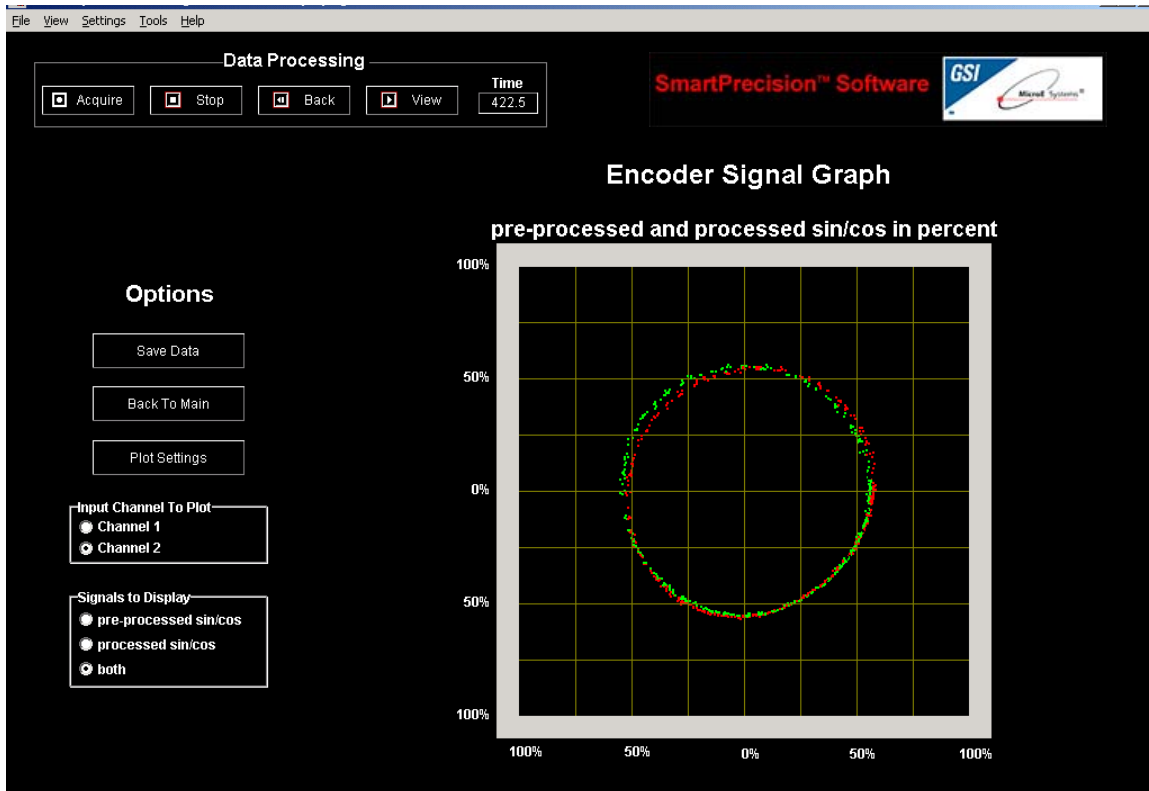 File View Settings Tools Help
Data Processing
Acquire Stop Back View
Time
422.5
SmartPrecision™ Software
GSI
MicroE Systems®
Encoder Signal Graph
pre-processed and processed sin/cos in percent
Options
Save Data
Back To Main
Plot Settings
Input Channel To Plot
Channel 1
Channel 2
Signals to Display
pre-processed sin/cos
processed sin/cos
both
100%
50%
0%
50%
100%
100% 50% 0% 50% 100%